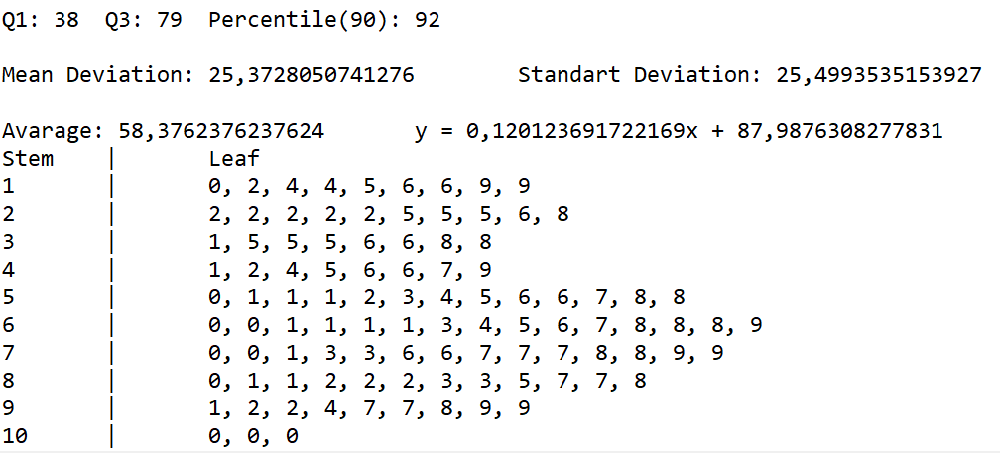 Q1: 38  Q3: 79  Percentile(90): 92
Mean Deviation: 25,3728050741276        Standart Deviation: 25,4993535153927
Avarage: 58,3762376237624       y = 0,120123691722169x + 87,9876308277831
Stem    |       Leaf
1       |       0, 2, 4, 4, 5, 6, 6, 9, 9
2       |       2, 2, 2, 2, 2, 5, 5, 5, 6, 8
3       |       1, 5, 5, 5, 6, 6, 8, 8
4       |       1, 2, 4, 5, 6, 6, 7, 9
5       |       0, 1, 1, 1, 2, 3, 4, 5, 6, 6, 7, 8, 8
6       |       0, 0, 1, 1, 1, 1, 3, 4, 5, 6, 7, 8, 8, 8, 9
7       |       0, 0, 1, 3, 3, 6, 6, 7, 7, 7, 8, 8, 9, 9
8       |       0, 1, 1, 2, 2, 2, 3, 3, 5, 7, 7, 8
9       |       1, 2, 2, 4, 7, 7, 8, 9, 9
10      |       0, 0, 0